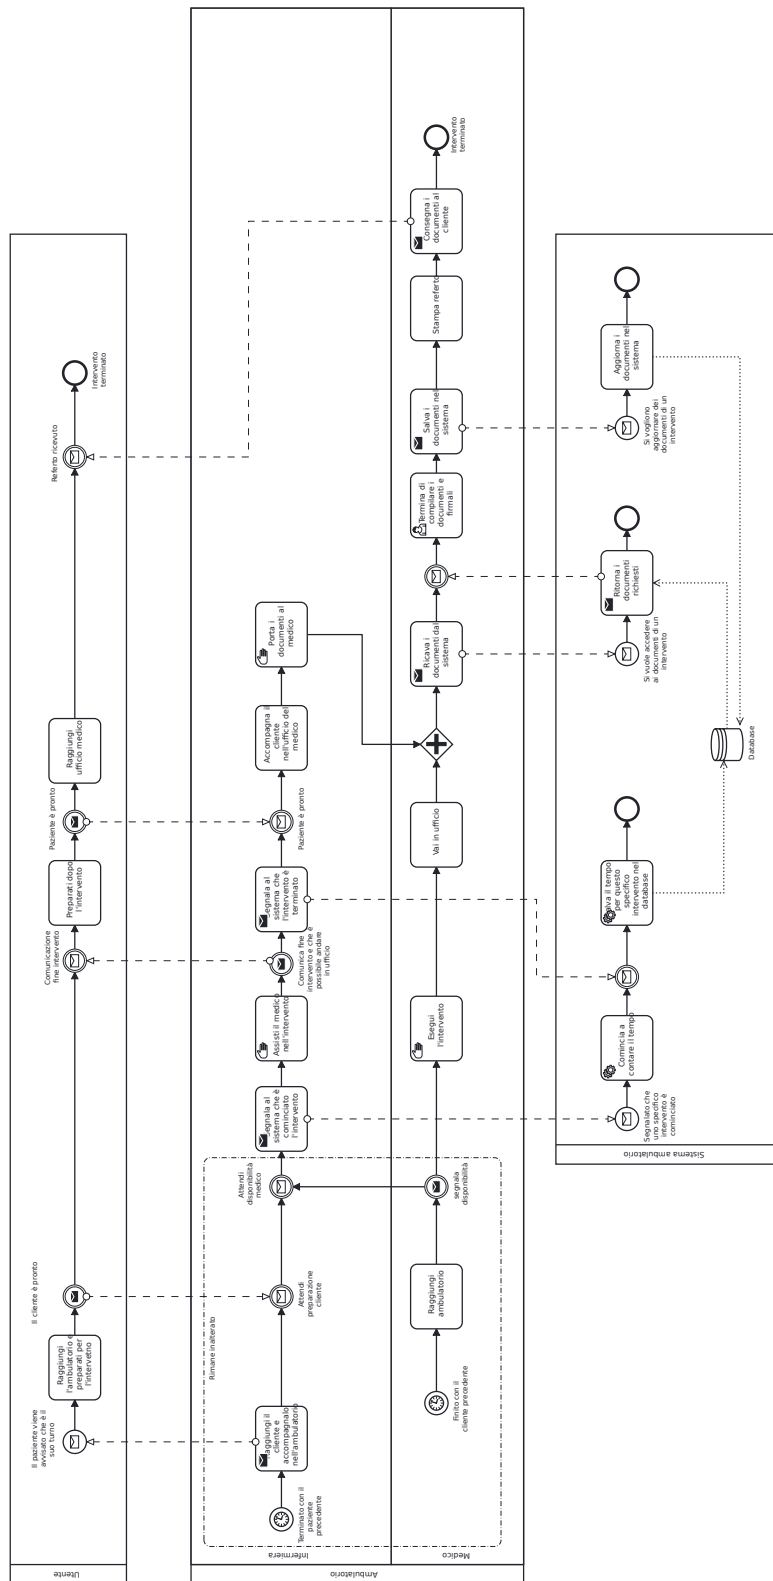 Utente
Il paziente viene
avvisato che è il
suo turno
Raggiungi
l'ambulatorio e
preparati per
l'intervetno
Il cliente è pronto
Comunicazione
fine intervento
Preparati dopo
l'intervento
Paziente è pronto
Raggiungi
ufficio medico
Referto ricevuto
Intervento
terminato
Ambulatorio
Infermiera
Terminato con il
paziente
precedente
Raggiungi il
cliente e
accompagnalo
nell'ambulatorio
Rimane inalterato
Attendi
preparazione
cliente
Attendi
disponibilità
medico
Segnala al
sistema che è
cominciato
l'intervento
Assisti il medico
nell'intervento
Comunica fine
intervento e che è
possibile andare
in ufficio
Segnala al
sistema che
l'intervento è
terminato
Paziente è pronto
Accompagna il
cliente
nell'ufficio del
medico
Porta i
documenti al
medico
Medico
Finito con il
cliente precedente
Raggiungi
ambulatorio
segnala
disponibilità
Esegui
l'intervento
Vai in ufficio
Ricava i
documenti dal
sistema
Termina di
compilare i
documenti e
firmali
Salva i
documenti nel
sistema
Stampa referto
Consegna i
documenti al
cliente
Intervento
terminato
Sistema ambulatorio
Segnalato che
uno specifico
intervento è
cominciato
Comincia a
contare il tempo
Salva il tempo
per questo
specifico
intervento nel
database
Si vuole accedere
ai documenti di un
intervento
Ritorna i
documenti
richiesti
Si vogliono
aggiornare dei
documenti di un
intervento
Aggiorna i
documenti nel
sistema
Database